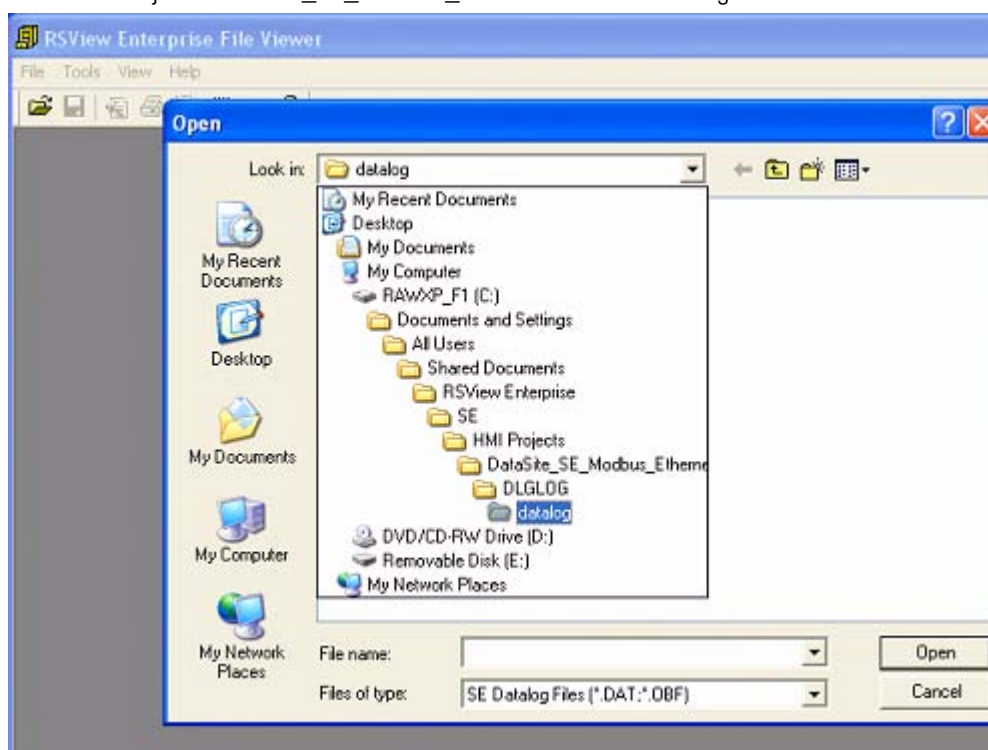 RSView Enterprise File Viewer
File Tools View Help
Open
Look in: datalog
My Recent Documents
Desktop
My Documents
My Computer
RAWXP_F1 (C:)
Documents and Settings
All Users
Shared Documents
RSView Enterprise
SE
HMI Projects
DataSite_SE_Modbus_Etherne
DLGLOG
datalog
DVD/CD-RW Drive (D:)
Removable Disk (E:)
My Network Places
My Recent
Documents
Desktop
My Documents
My Computer
My Network
Places
File name:
Open
Files of type: SE Datalog Files (*.DAT;*.OBF)
Cancel